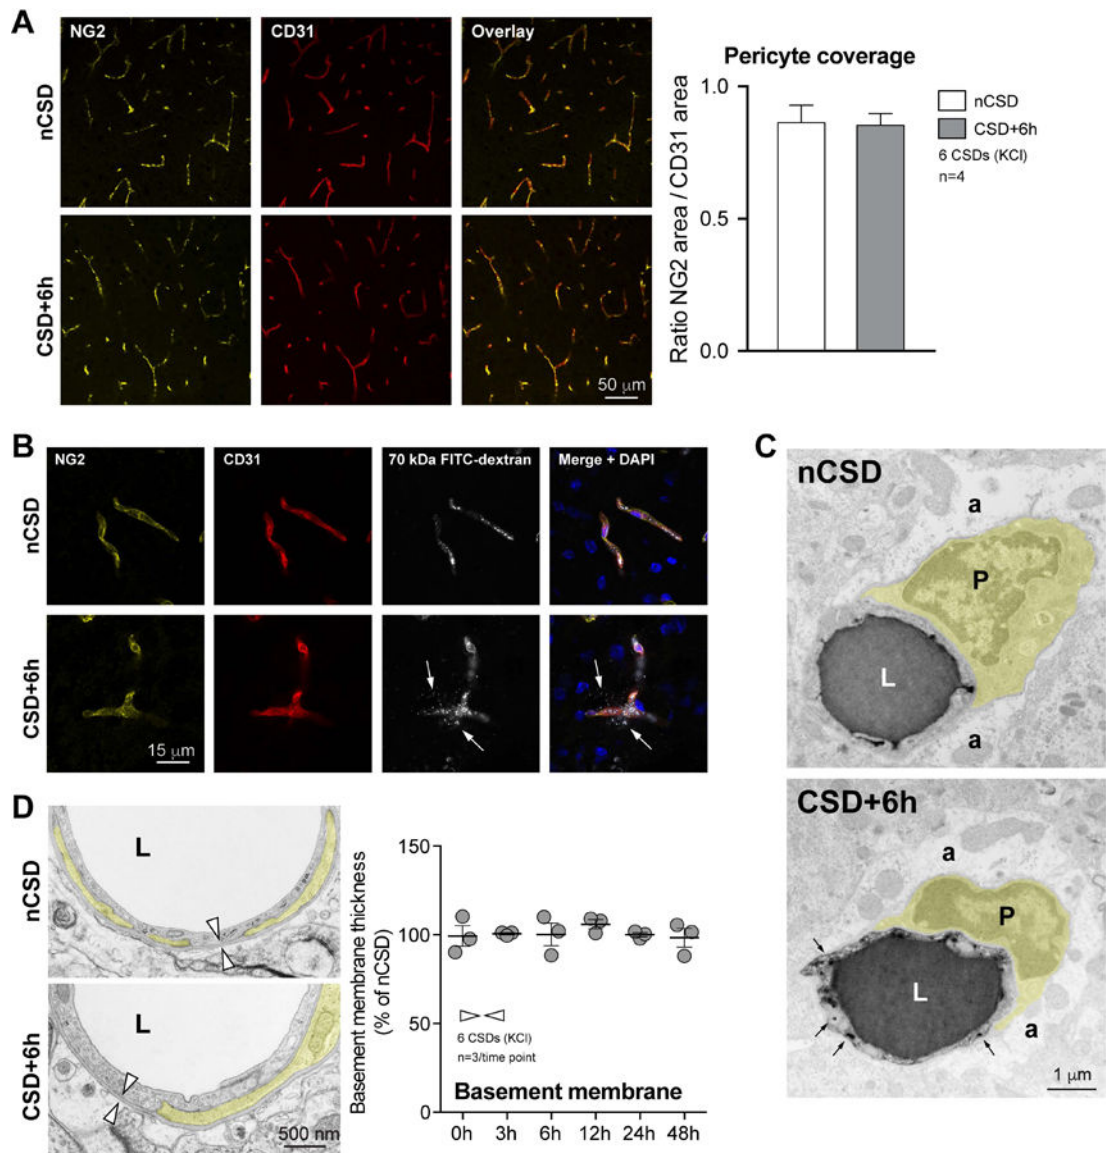 A
NG2
CD31
Overlay
nCSD
CSD+6h
50 μm
Pericyte coverage
Ratio NG2 area / CD31 area
1.0
0.5
0.0
nCSD
CSD+6h
6 CSDs (KCl)
n=4
B
NG2
CD31
70 kDa FITC-dextran
Merge + DAPI
nCSD
CSD+6h
15 μm
C
nCSD
a
P
L
a
CSD+6h
a
P
L
a
1 μm
D
nCSD
L
CSD+6h
L
500 nm
Basement membrane thickness
(% of nCSD)
150
100
50
0
6 CSDs (KCl)
n=3/time point
Basement membrane
0h 3h 6h 12h 24h 48h